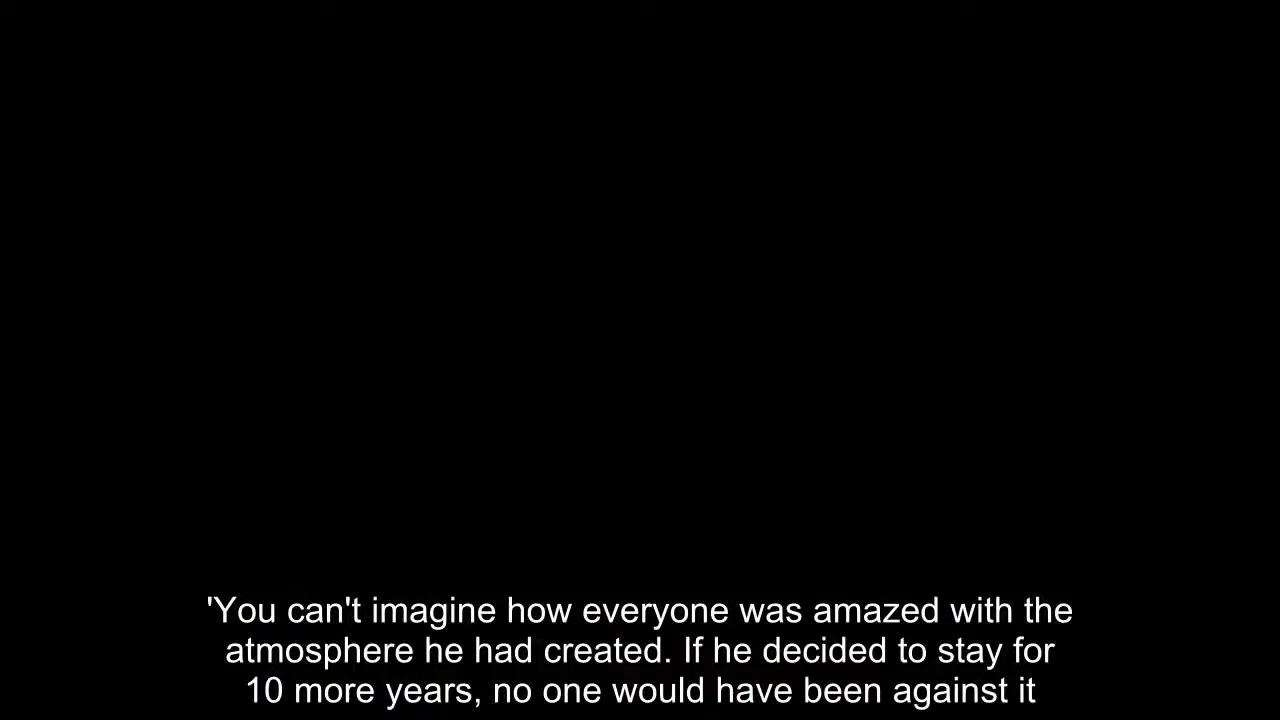 'You can't imagine how everyone was amazed with the
atmosphere he had created. If he decided to stay for
10 more years, no one would have been against it